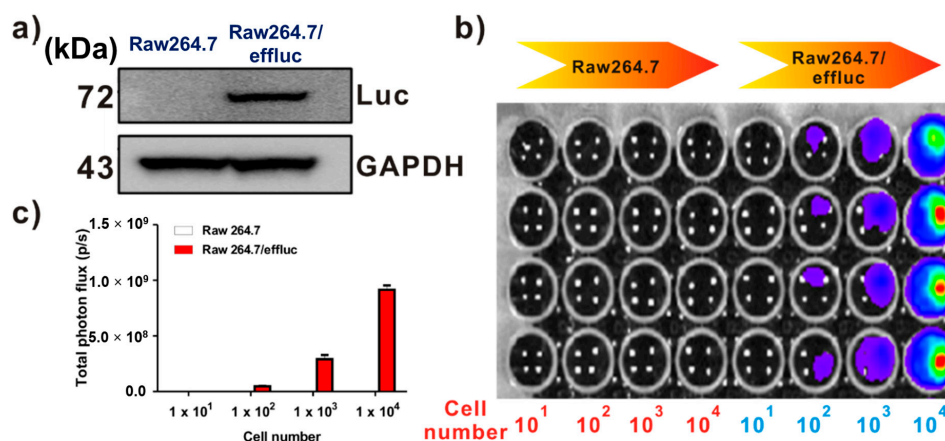 a)
(kDa)
Raw264.7
Raw264.7/
effluc
72
Luc
43
GAPDH
b)
Raw264.7
Raw264.7/
effluc
Cell
number
10¹ 10² 10³ 10⁴ 10¹ 10² 10³ 10⁴
c)
Total photon flux (p/s)
1.5 × 10⁹
1.0 × 10⁹
5.0 × 10⁸
0.0
Raw 264.7
Raw 264.7/effluc
1 x 10¹ 1 x 10² 1 x 10³ 1 x 10⁴
Cell number